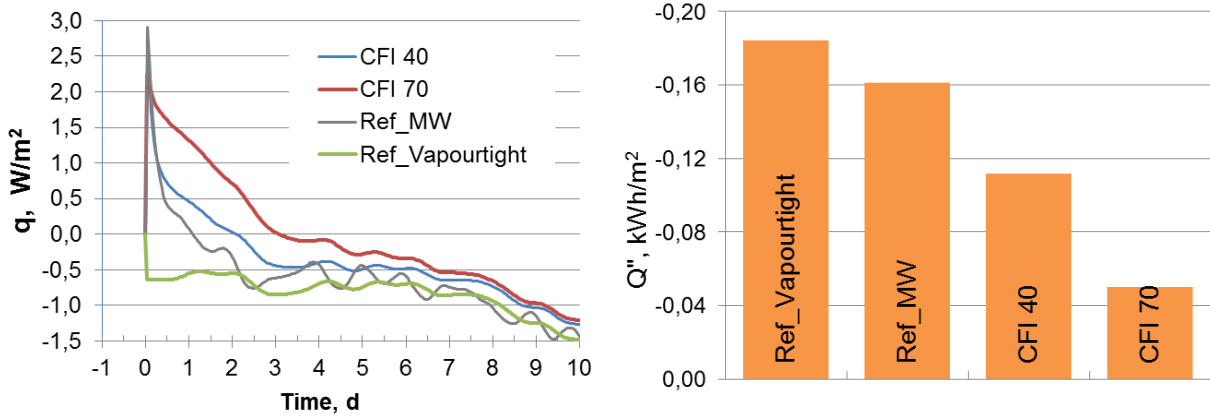 3,0
2,5
2,0
1,5
1,0
0,5
0,0
-0,5
-1,0
-1,5
q, W/m²
CFI 40
CFI 70
Ref_MW
Ref_Vapourtight
-1 0 1 2 3 4 5 6 7 8 9 10
Time, d
-0,20
-0,16
-0,12
-0,08
-0,04
0,00
Q'', kWh/m²
Ref_Vapourtight
Ref_MW
CFI 40
CFI 70